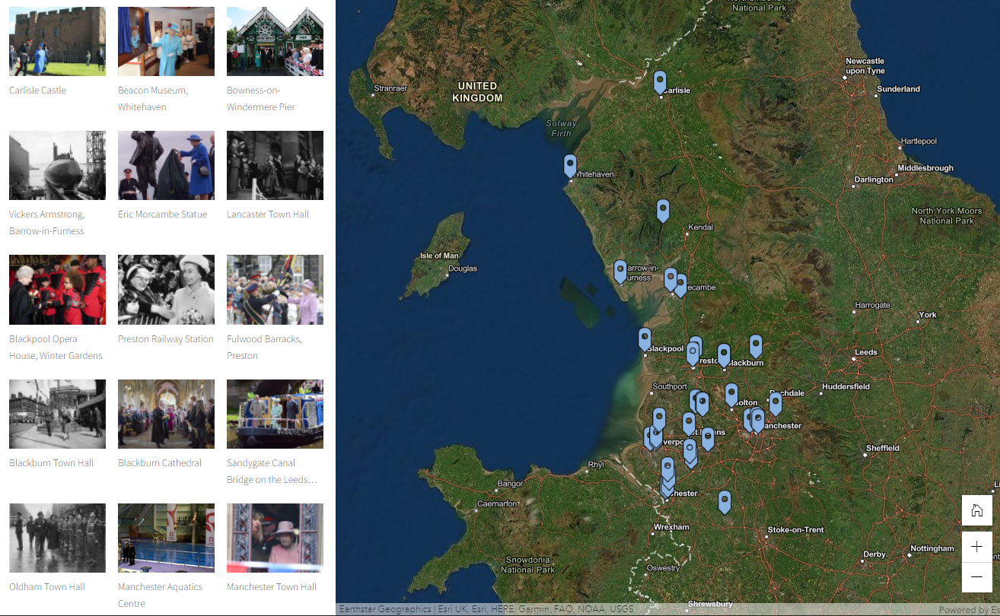 Carlisle Castle
Beacon Museum,
Whitehaven
Bowness-on-
Windermere Pier
Vickers Armstrong,
Barrow-in-Furness
Eric Morcambe Statue
Lancaster Town Hall
Blackpool Opera
House, Winter Gardens
Preston Railway Station
Fulwood Barracks,
Preston
Blackburn Town Hall
Blackburn Cathedral
Sandygate Canal
Bridge on the Leeds…
Oldham Town Hall
Manchester Aquatics
Centre
Manchester Town Hall
National Park
Newcastle
upon Tyne
Stranraer
UNITED
KINGDOM
Carlisle
Sunderland
Solway
Firth
Hartlepool
Whitehaven
Middlesbrough
Darlington
North York Moors
National Park
Kendal
Isle of Man
Douglas
arrow-in-
urness
ecambe
Harrogate
York
Blackpool
resto
Leeds
lackburn
Southport
Huddersfield
Rochdale
olton
anchester
t
ens
verpo
Sheffield
Rhyl
Bangor
hester
Caernarfon
Wrexham
Stoke-on-Trent
Nottingham
Derby
Snowdonia
National Park
Oswestry
Shrewsbury
Earthstar Geographics | Esri UK, Esri, HERE, Garmin, FAO, NOAA, USGS
Powered by Es